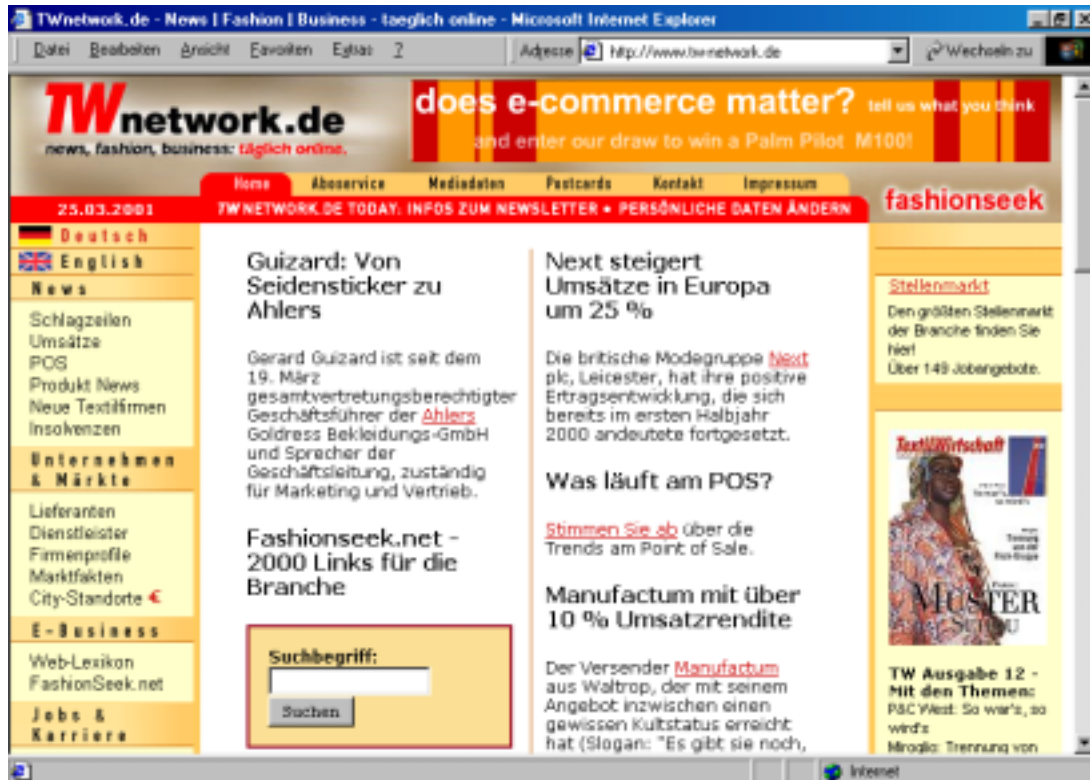 TWnetwork.de - News | Fashion | Business - taeglich online - Microsoft Internet Explorer
Datei Bearbeiten Ansicht Favoriten Extras ?
Adresse http://www.twnetwork.de
Wechseln zu
TWnetwork.de
news, fashion, business: täglich online.
does e-commerce matter? tell us what you think
and enter our draw to win a Palm Pilot M100!
Home Aboservice Mediadaten Postcards Kontakt Impressum
fashionseek
25.03.2001
TWNETWORK.DE TODAY: INFOS ZUM NEWSLETTER • PERSÖNLICHE DATEN ÄNDERN
Deutsch
English
News
Schlagzeilen
Umsätze
POS
Produkt News
Neue Textilfirmen
Insolvenzen
Unternehmen
& Märkte
Lieferanten
Dienstleister
Firmenprofile
Marktfakten
City-Standorte €
E-Business
Web-Lexikon
FashionSeek.net
Jobs &
Karriere
Guizard: Von
Seidensticker zu
Ahlers
Gerard Guizard ist seit dem
19. März
gesamtvertretungsberechtigter
Geschäftsführer der Ahlers
Goldress Bekleidungs-GmbH
und Sprecher der
Geschäftsleitung, zuständig
für Marketing und Vertrieb.
Fashionseek.net -
2000 Links für die
Branche
Suchbegriff:
Suchen
Next steigert
Umsätze in Europa
um 25 %
Die britische Modegruppe Next
plc, Leicester, hat ihre positive
Ertragsentwicklung, die sich
bereits im ersten Halbjahr
2000 andeutete fortgesetzt.
Was läuft am POS?
Stimmen Sie ab über die
Trends am Point of Sale.
Manufactum mit über
10 % Umsatzrendite
Der Versender Manufactum
aus Waltrop, der mit seinem
Angebot inzwischen einen
gewissen Kultstatus erreicht
hat (Slogan: "Es gibt sie noch,
Stellenmarkt
Den größten Stellenmarkt
der Branche finden Sie
hier!
Über 149 Jobangebote.
TextilWirtschaft
MUSTER
TW Ausgabe 12 -
Mit den Themen:
P&C West: So war's, so
wird's
Miroglio: Trennung von
Internet